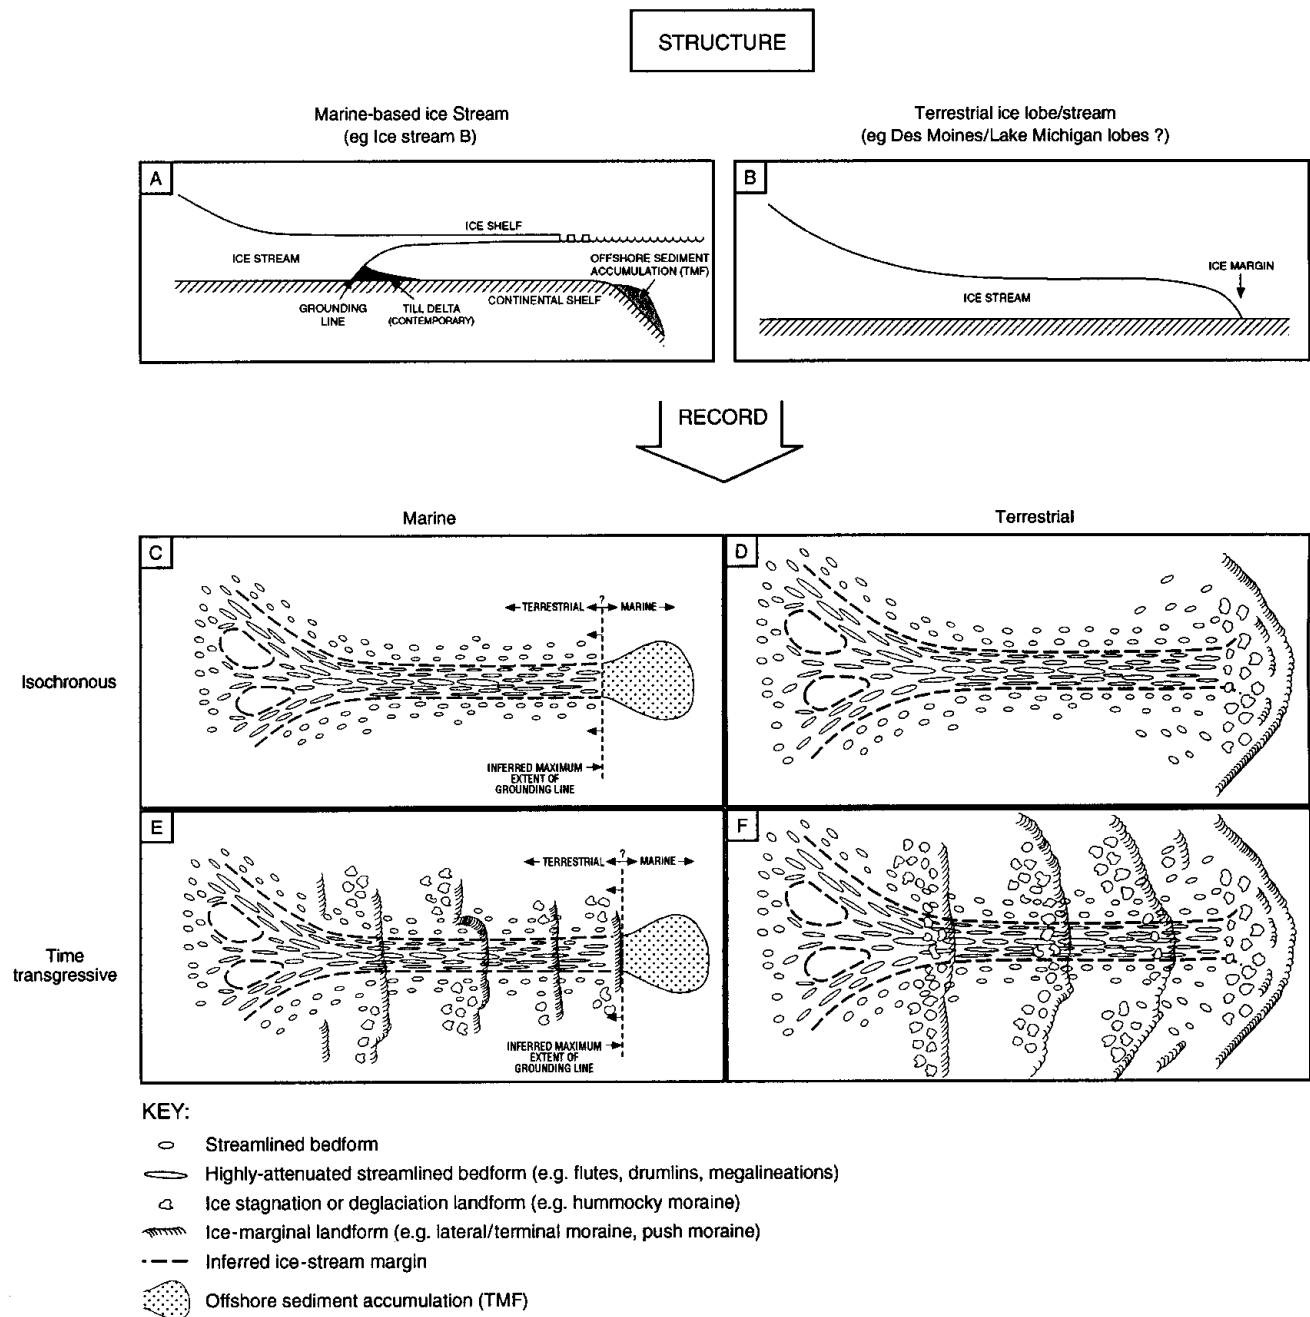 STRUCTURE
Marine-based ice Stream
(eg Ice stream B)
Terrestrial ice lobe/stream
(eg Des Moines/Lake Michigan lobes ?)
A
ICE SHELF
ICE STREAM
OFFSHORE SEDIMENT
ACCUMULATION (TMF)
GROUNDING
LINE
TILL DELTA
(CONTEMPORARY)
CONTINENTAL SHELF
B
ICE MARGIN
ICE STREAM
RECORD
Marine
Terrestrial
Isochronous
C
?
TERRESTRIAL
MARINE
INFERRED MAXIMUM
EXTENT OF
GROUNDING LINE
D
Time
transgressive
E
?
TERRESTRIAL
MARINE
INFERRED MAXIMUM
EXTENT OF
GROUNDING LINE
F
KEY:
Streamlined bedform
Highly-attenuated streamlined bedform (e.g. flutes, drumlins, megalineations)
Ice stagnation or deglaciation landform (e.g. hummocky moraine)
Ice-marginal landform (e.g. lateral/terminal moraine, push moraine)
Inferred ice-stream margin
Offshore sediment accumulation (TMF)